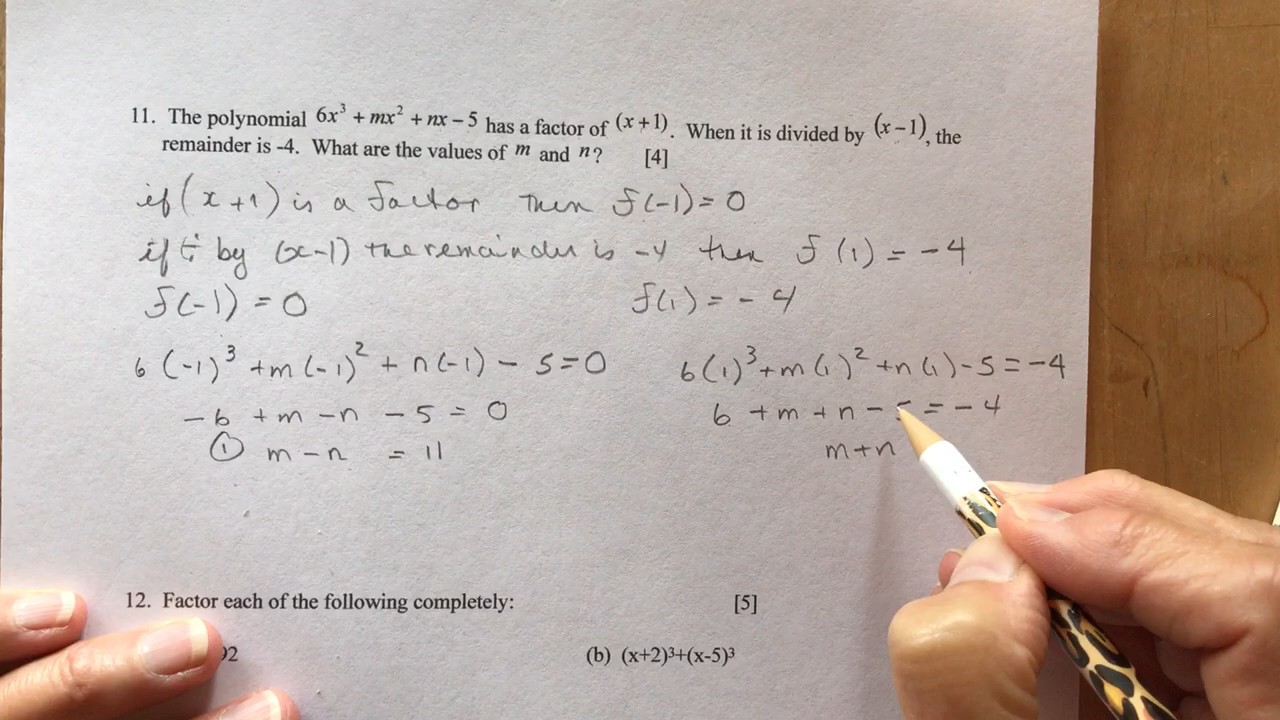 11. The polynomial 6x³ + mx² + nx − 5 has a factor of (x+1). When it is divided by (x−1), the
remainder is -4. What are the values of m and n? [4]
if (x+1) is a factor then f(-1) = 0
if ÷ by (x-1) the remainder is -4 then f(1) = -4
f(-1) = 0
f(1) = -4
6(-1)³ + m(-1)² + n(-1) - 5 = 0
6(1)³ + m(1)² + n(1) - 5 = -4
-6 + m - n - 5 = 0
6 + m + n - 5 = -4
① m - n = 11
m + n
12. Factor each of the following completely: [5]
(b) (x+2)³+(x-5)³